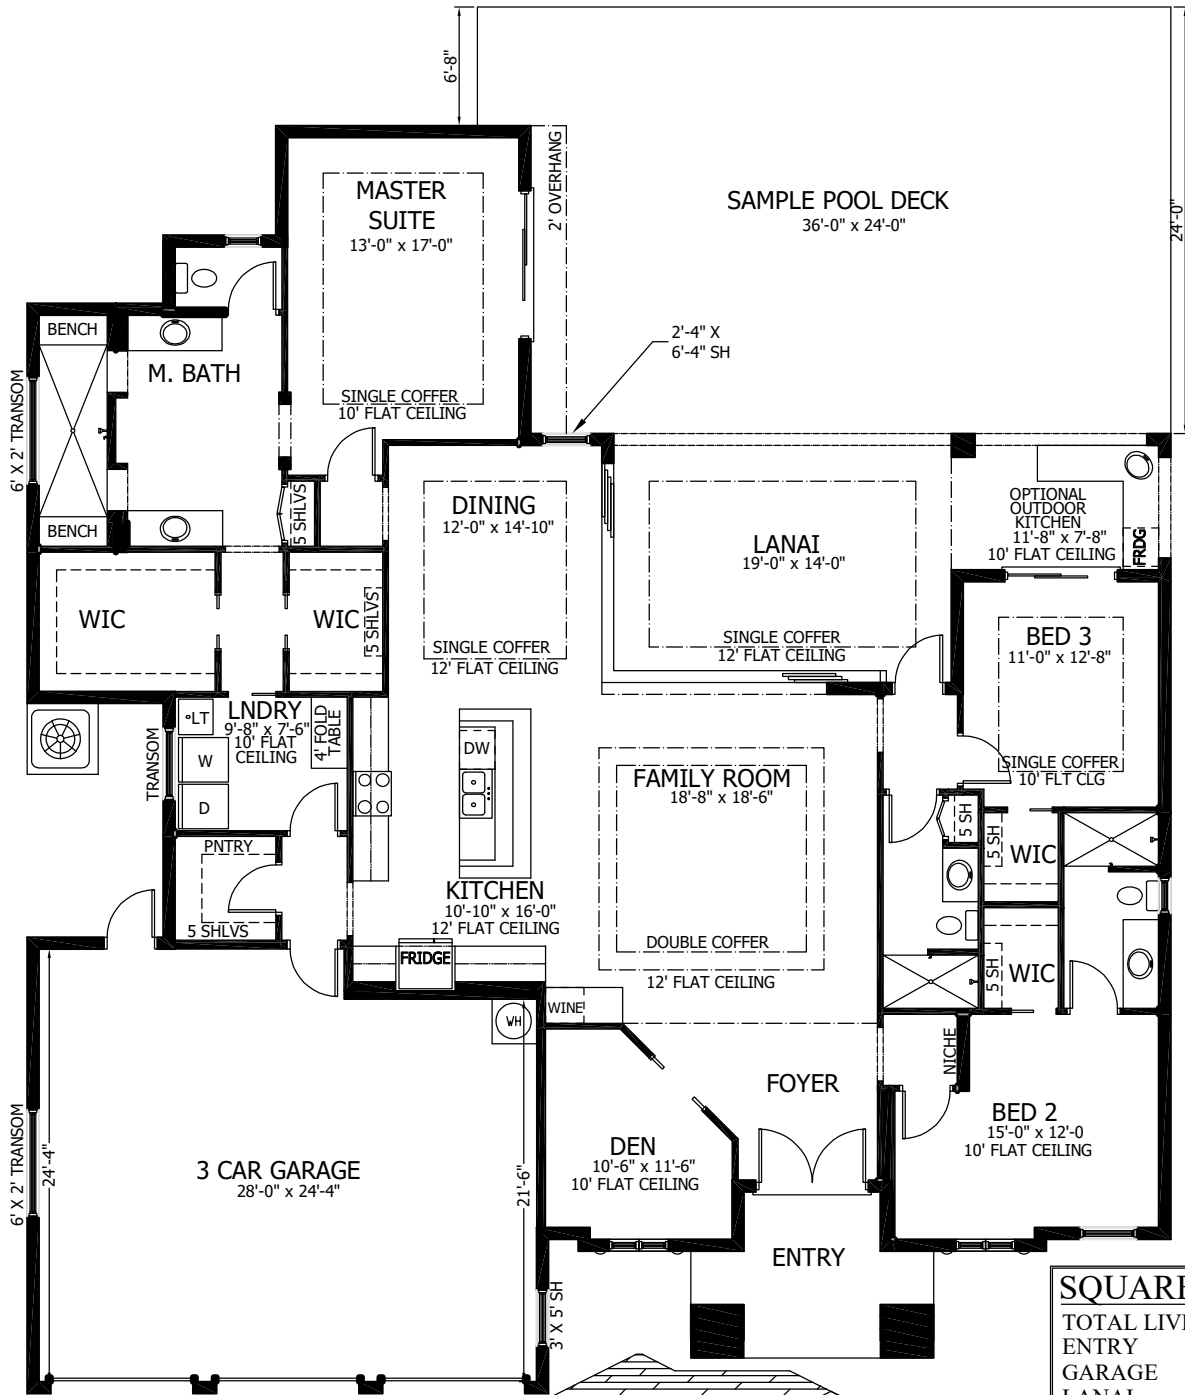 6'-8"
24'-0"
2' OVERHANG
SAMPLE POOL DECK
36'-0" x 24'-0"
MASTER
SUITE
13'-0" x 17'-0"
SINGLE COFFER
10' FLAT CEILING
2'-4" X
6'-4" SH
BENCH
M. BATH
6' X 2' TRANSOM
BENCH
5 SHLVS
DINING
12'-0" x 14'-10"
SINGLE COFFER
12' FLAT CEILING
LANAI
19'-0" x 14'-0"
SINGLE COFFER
12' FLAT CEILING
OPTIONAL
OUTDOOR
KITCHEN
11'-8" x 7'-8"
10' FLAT CEILING
FRDG
WIC
WIC
5 SHLVS
BED 3
11'-0" x 12'-8"
SINGLE COFFER
10' FLT CLG
LT
LNDRY
9'-8" x 7'-6"
10' FLAT
CEILING
4' FOLD
TABLE
TRANSOM
W
D
DW
FAMILY ROOM
18'-8" x 18'-6"
DOUBLE COFFER
12' FLAT CEILING
PNTRY
5 SHLVS
KITCHEN
10'-10" x 16'-0"
12' FLAT CEILING
FRIDGE
5 SH
5 SH
WIC
5 SH
WIC
WINE
WH
NICHE
FOYER
BED 2
15'-0" x 12'-0
10' FLAT CEILING
DEN
10'-6" x 11'-6"
10' FLAT CEILING
6' X 2' TRANSOM
24'-4"
3 CAR GARAGE
28'-0" x 24'-4"
21'-6"
ENTRY
3' X 5' SH
SQUARE
TOTAL LIVI
ENTRY
GARAGE
LANAI